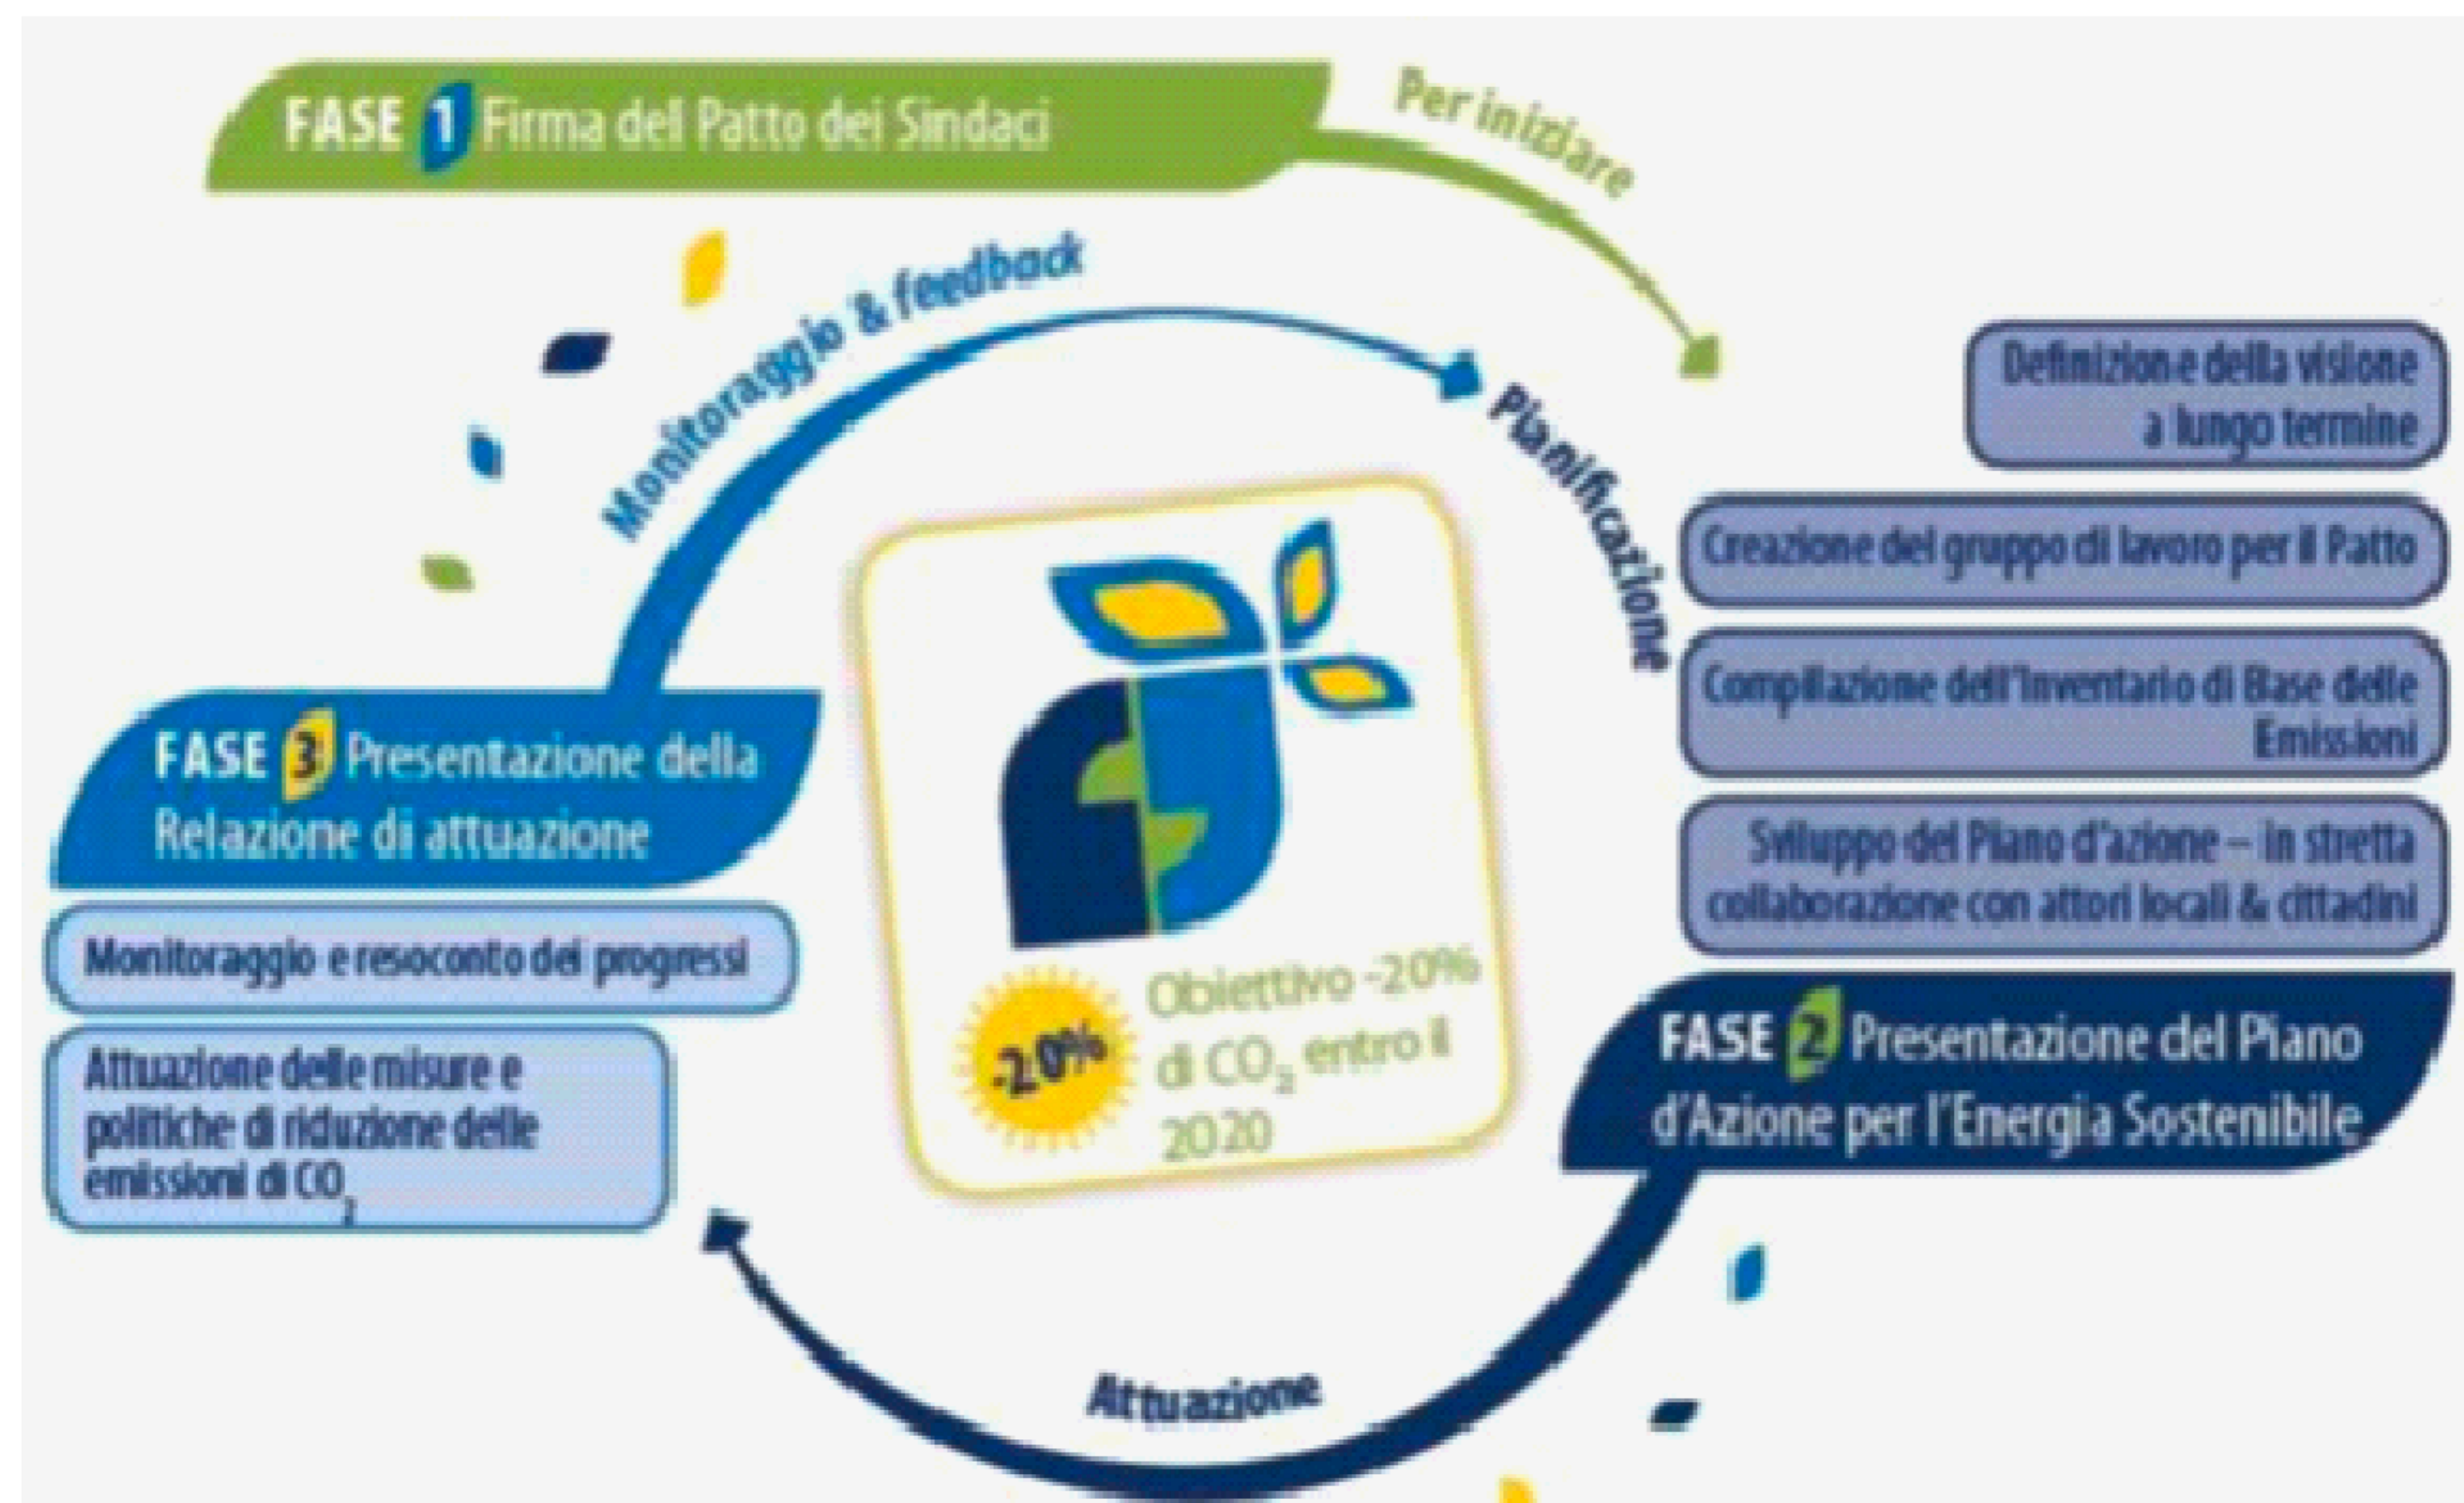 FASE 1 Firma del Patto dei Sindaci
Per iniziare
Monitoraggio & feedback
Pianificazione
Definizione della visione
a lungo termine
Creazione del gruppo di lavoro per il Patto
Compilazione dell'Inventario di Base delle
Emissioni
Sviluppo del Piano d'azione – in stretta
collaborazione con attori locali & cittadini
FASE 2 Presentazione del Piano
d'Azione per l'Energia Sostenibile
Attuazione
FASE 3 Presentazione della
Relazione di attuazione
Monitoraggio e resoconto dei progressi
Attuazione delle misure e
politiche di riduzione delle
emissioni di CO₂
-20%
Obiettivo -20%
di CO₂ entro il
2020